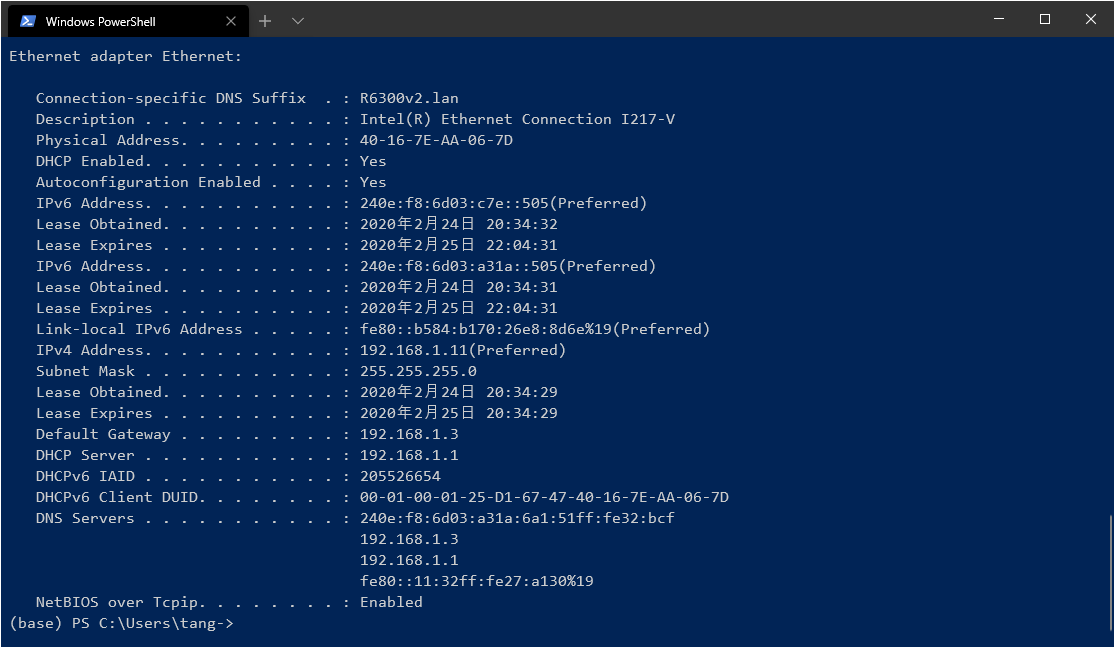 Windows PowerShell
Ethernet adapter Ethernet:
Connection-specific DNS Suffix  . : R6300v2.lan
Description . . . . . . . . . . . : Intel(R) Ethernet Connection I217-V
Physical Address. . . . . . . . . : 40-16-7E-AA-06-7D
DHCP Enabled. . . . . . . . . . . : Yes
Autoconfiguration Enabled . . . . : Yes
IPv6 Address. . . . . . . . . . . : 240e:f8:6d03:c7e::505(Preferred)
Lease Obtained. . . . . . . . . . : 2020年2月24日 20:34:32
Lease Expires . . . . . . . . . . : 2020年2月25日 22:04:31
IPv6 Address. . . . . . . . . . . : 240e:f8:6d03:a31a::505(Preferred)
Lease Obtained. . . . . . . . . . : 2020年2月24日 20:34:31
Lease Expires . . . . . . . . . . : 2020年2月25日 22:04:31
Link-local IPv6 Address . . . . . : fe80::b584:b170:26e8:8d6e%19(Preferred)
IPv4 Address. . . . . . . . . . . : 192.168.1.11(Preferred)
Subnet Mask . . . . . . . . . . . : 255.255.255.0
Lease Obtained. . . . . . . . . . : 2020年2月24日 20:34:29
Lease Expires . . . . . . . . . . : 2020年2月25日 20:34:29
Default Gateway . . . . . . . . . : 192.168.1.3
DHCP Server . . . . . . . . . . . : 192.168.1.1
DHCPv6 IAID . . . . . . . . . . . : 205526654
DHCPv6 Client DUID. . . . . . . . : 00-01-00-01-25-D1-67-47-40-16-7E-AA-06-7D
DNS Servers . . . . . . . . . . . : 240e:f8:6d03:a31a:6a1:51ff:fe32:bcf
192.168.1.3
192.168.1.1
fe80::11:32ff:fe27:a130%19
NetBIOS over Tcpip. . . . . . . . : Enabled
(base) PS C:\Users\tang->